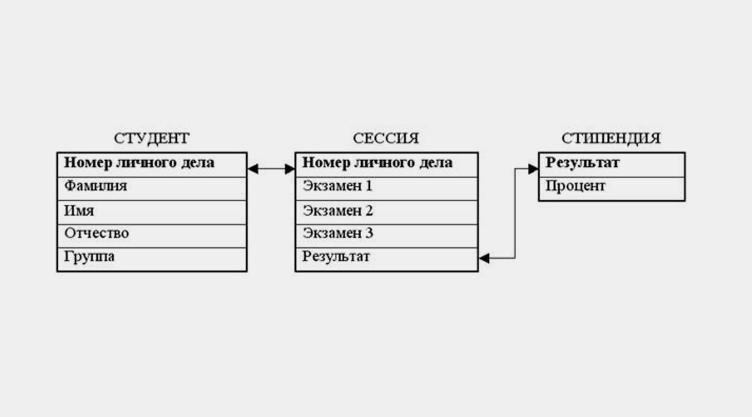 СТУДЕНТ
Номер личного дела
Фамилия
Имя
Отчество
Группа
СЕССИЯ
Номер личного дела
Экзамен 1
Экзамен 2
Экзамен 3
Результат
СТИПЕНДИЯ
Результат
Процент